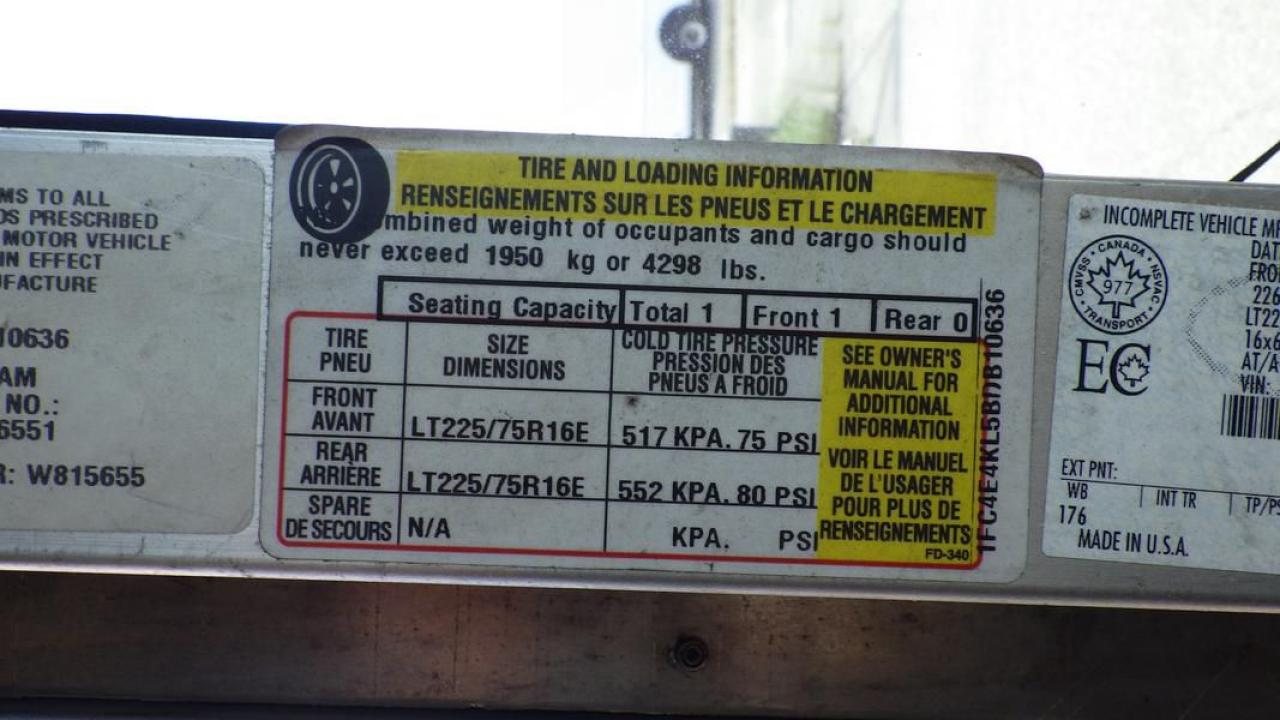 MS TO ALL
DS PRESCRIBED
MOTOR VEHICLE
IN EFFECT
FACTURE
10636
AM
NO.:
6551
R: W815655
TIRE AND LOADING INFORMATION
RENSEIGNEMENTS SUR LES PNEUS ET LE CHARGEMENT
mbined weight of occupants and cargo should
never exceed 1950 kg or 4298 lbs.
Seating Capacity Total 1 Front 1 Rear 0
TIRE
PNEU
SIZE
DIMENSIONS
COLD TIRE PRESSURE
PRESSION DES
PNEUS A FROID
FRONT
AVANT
LT225/75R16E
517 KPA. 75 PSI
REAR
ARRIÈRE
LT225/75R16E
552 KPA. 80 PSI
SPARE
DE SECOURS
N/A
KPA. PSI
SEE OWNER'S
MANUAL FOR
ADDITIONAL
INFORMATION
VOIR LE MANUEL
DE L'USAGER
POUR PLUS DE
RENSEIGNEMENTS
FD-340
1FC4E4KL5BDB10636
INCOMPLETE VEHICLE
CANADA
CMVSS
NSVAC
977
TRANSPORT
EC
DAT
FRO
226
LT22
16x6
AT/A
VIN:
EXT PNT:
WB INT TR TP/PS
176
MADE IN U.S.A.